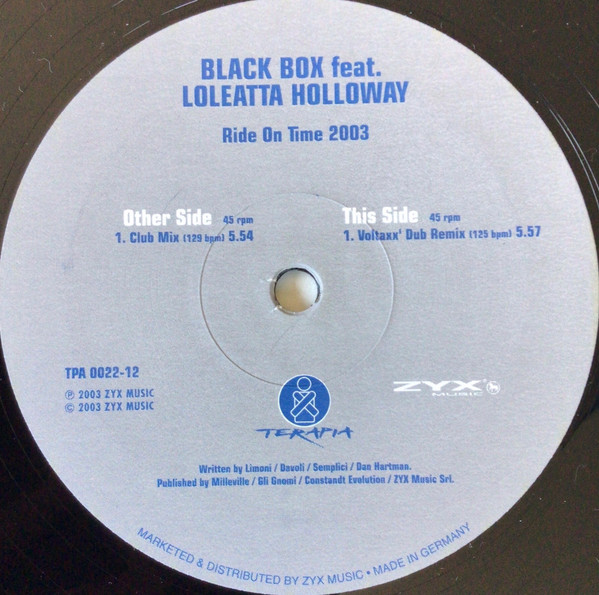 BLACK BOX feat.
LOLEATTA HOLLOWAY
Ride On Time 2003
Other Side 45 rpm
1. Club Mix (129 bpm) 5.54
This Side 45 rpm
1. Voltaxx' Dub Remix (125 bpm) 5.57
TPA 0022-12
℗ 2003 ZYX MUSIC
© 2003 ZYX MUSIC
ZYX
MUSIC
TERAPIA
Written by Limoni / Davoli / Semplici / Dan Hartman.
Published by Milleville / Gli Gnomi / Constandt Evolution / ZYX Music Srl.
MARKETED & DISTRIBUTED BY ZYX MUSIC • MADE IN GERMANY